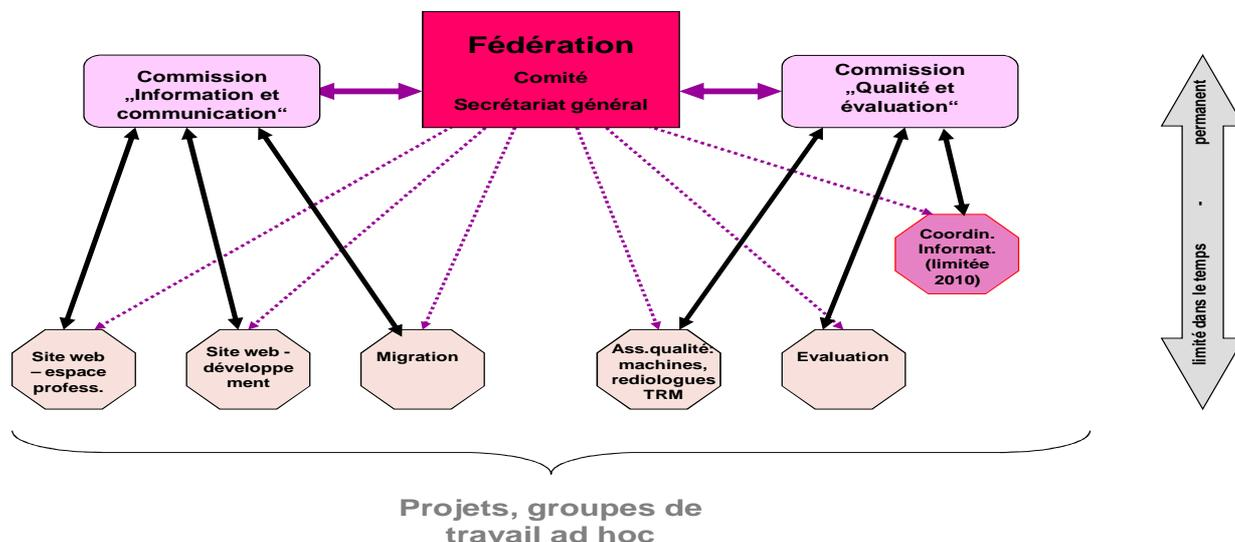 Fédération
Comité
Secrétariat général
Commission
„Information et
communication“
Commission
„Qualité et
évaluation“
permanent
-
limité dans le temps
Coordin.
Informat.
(limitée
2010)
Site web
– espace
profess.
Site web -
développe
ment
Migration
Ass.qualité:
machines,
rediologues
TRM
Evaluation
Projets, groupes de
travail ad hoc